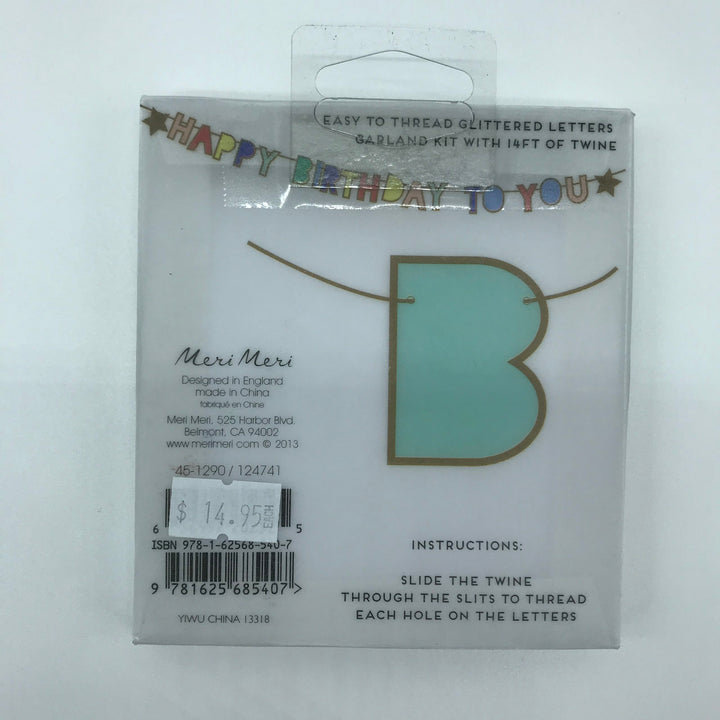 EASY TO THREAD GLITTERED LETTERS
GARLAND KIT WITH 14FT OF TWINE
HAPPY BIRTHDAY TO YOU
B
Meri Meri
Designed in England
made in China
fabriqué en Chine
Meri Meri, 525 Harbor Blvd.
Belmont, CA 94002
www.merimeri.com © 2013
45-1290 / 124741
$ 14.95 EACH
6 5
ISBN 978-1-62568-540-7
9 781625 685407 >
YIWU CHINA 13318
INSTRUCTIONS:
SLIDE THE TWINE
THROUGH THE SLITS TO THREAD
EACH HOLE ON THE LETTERS